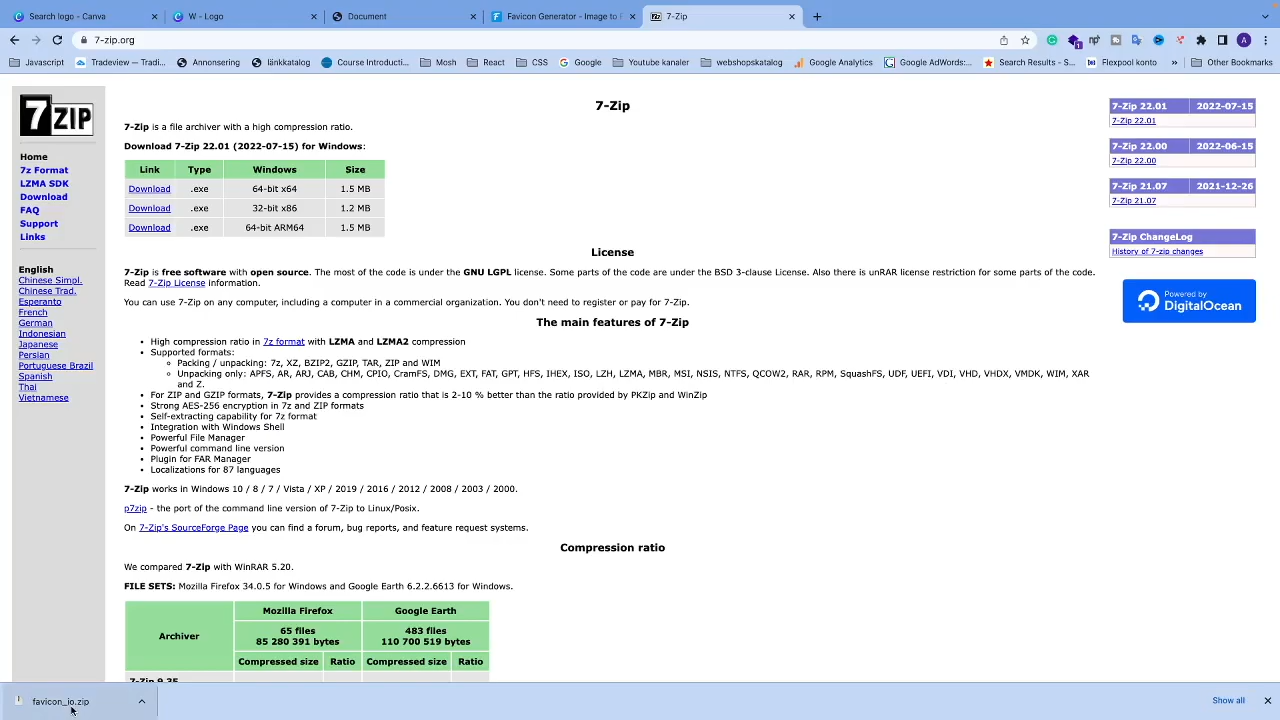 Search logo - Canva
W - Logo
Document
Favicon Generator - Image to F
7-Zip
7-zip.org
A
Javascript
Tradeview -- Tradi...
Annonsering
länkkatalog
Course Introducti...
Mosh
React
CSS
Google
Youtube kanaler
webshopskatalog
Google Analytics
Google AdWords:...
Search Results - S...
Flexpool konto
»
Other Bookmarks
7ZIP
Home
7z Format
LZMA SDK
Download
FAQ
Support
Links
English
Chinese Simpl.
Chinese Trad.
Esperanto
French
German
Indonesian
Japanese
Persian
Portuguese Brazil
Spanish
Thai
Vietnamese
7-Zip
7-Zip is a file archiver with a high compression ratio.
Download 7-Zip 22.01 (2022-07-15) for Windows:
Link Type Windows Size
Download .exe 64-bit x64 1.5 MB
Download .exe 32-bit x86 1.2 MB
Download .exe 64-bit ARM64 1.5 MB
License
7-Zip is free software with open source. The most of the code is under the GNU LGPL license. Some parts of the code are under the BSD 3-clause License. Also there is unRAR license restriction for some parts of the code.
Read 7-Zip License information.
You can use 7-Zip on any computer, including a computer in a commercial organization. You don't need to register or pay for 7-Zip.
The main features of 7-Zip
• High compression ratio in 7z format with LZMA and LZMA2 compression
• Supported formats:
Packing / unpacking: 7z, XZ, BZIP2, GZIP, TAR, ZIP and WIM
Unpacking only: APFS, AR, ARJ, CAB, CHM, CPIO, CramFS, DMG, EXT, FAT, GPT, HFS, IHEX, ISO, LZH, LZMA, MBR, MSI, NSIS, NTFS, QCOW2, RAR, RPM, SquashFS, UDF, UEFI, VDI, VHD, VHDX, VMDK, WIM, XAR
and Z.
• For ZIP and GZIP formats, 7-Zip provides a compression ratio that is 2-10 % better than the ratio provided by PKZip and WinZip
• Strong AES-256 encryption in 7z and ZIP formats
• Self-extracting capability for 7z format
• Integration with Windows Shell
• Powerful File Manager
• Powerful command line version
• Plugin for FAR Manager
• Localizations for 87 languages
7-Zip works in Windows 10 / 8 / 7 / Vista / XP / 2019 / 2016 / 2012 / 2008 / 2003 / 2000.
p7zip - the port of the command line version of 7-Zip to Linux/Posix.
On 7-Zip's SourceForge Page you can find a forum, bug reports, and feature request systems.
Compression ratio
We compared 7-Zip with WinRAR 5.20.
FILE SETS: Mozilla Firefox 34.0.5 for Windows and Google Earth 6.2.2.6613 for Windows.
Archiver
Mozilla Firefox Google Earth
65 files 483 files
85 280 391 bytes 110 700 519 bytes
Compressed size Ratio Compressed size Ratio
7-Zip 9.35
7-Zip 22.01 2022-07-15
7-Zip 22.01
7-Zip 22.00 2022-06-15
7-Zip 22.00
7-Zip 21.07 2021-12-26
7-Zip 21.07
7-Zip ChangeLog
History of 7-zip changes
Powered by
DigitalOcean
favicon_io.zip
Show all